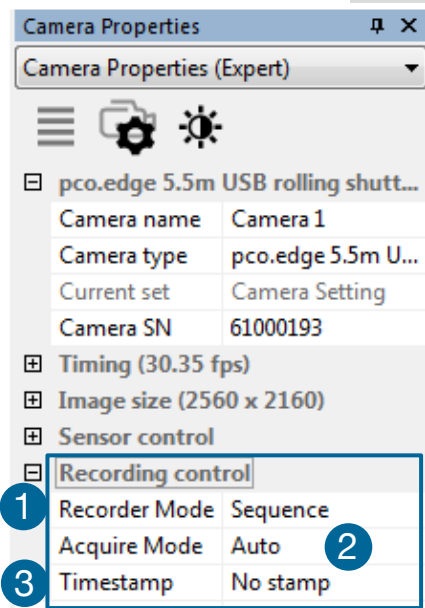 Camera Properties
Camera Properties (Expert)
pco.edge 5.5m USB rolling shutt...
Camera name Camera 1
Camera type pco.edge 5.5m U...
Current set Camera Setting
Camera SN 61000193
Timing (30.35 fps)
Image size (2560 x 2160)
Sensor control
Recording control
1 Recorder Mode Sequence
Acquire Mode Auto 2
3 Timestamp No stamp